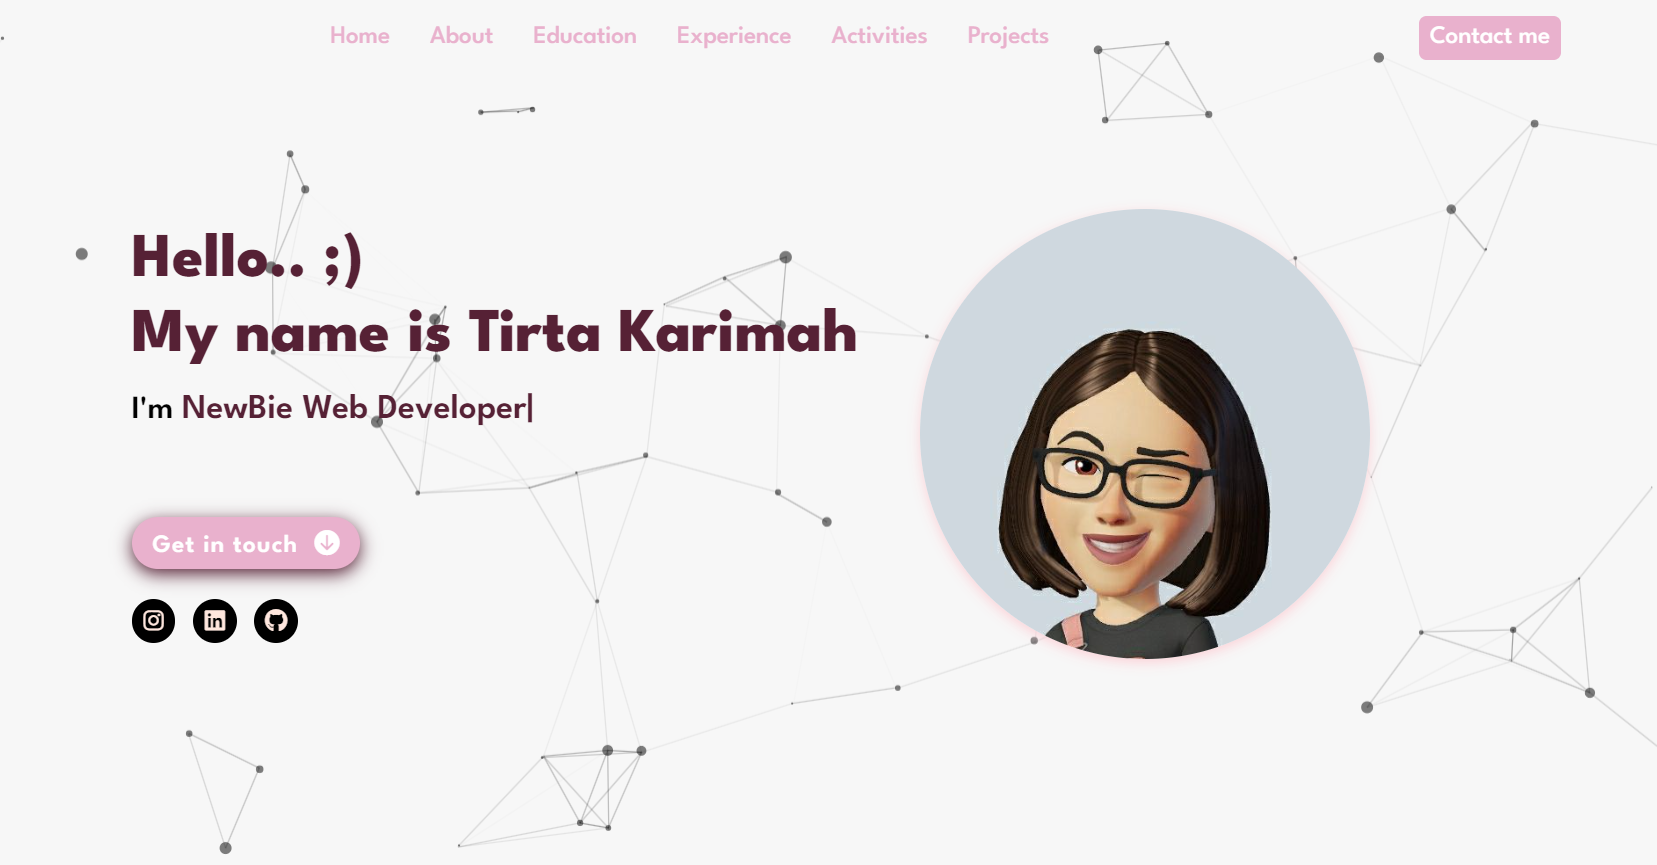 Home About Education Experience Activities Projects Contact me
Hello.. ;)
My name is Tirta Karimah
I'm NewBie Web Developer|
Get in touch
in